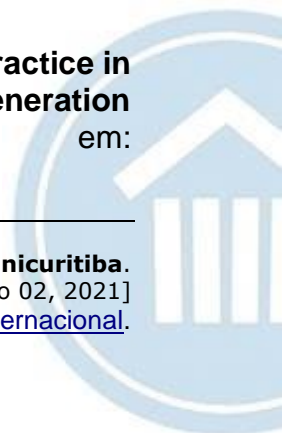 ractice in
eneration
em:
nicuritiba.
o 02, 2021]
ernacional.